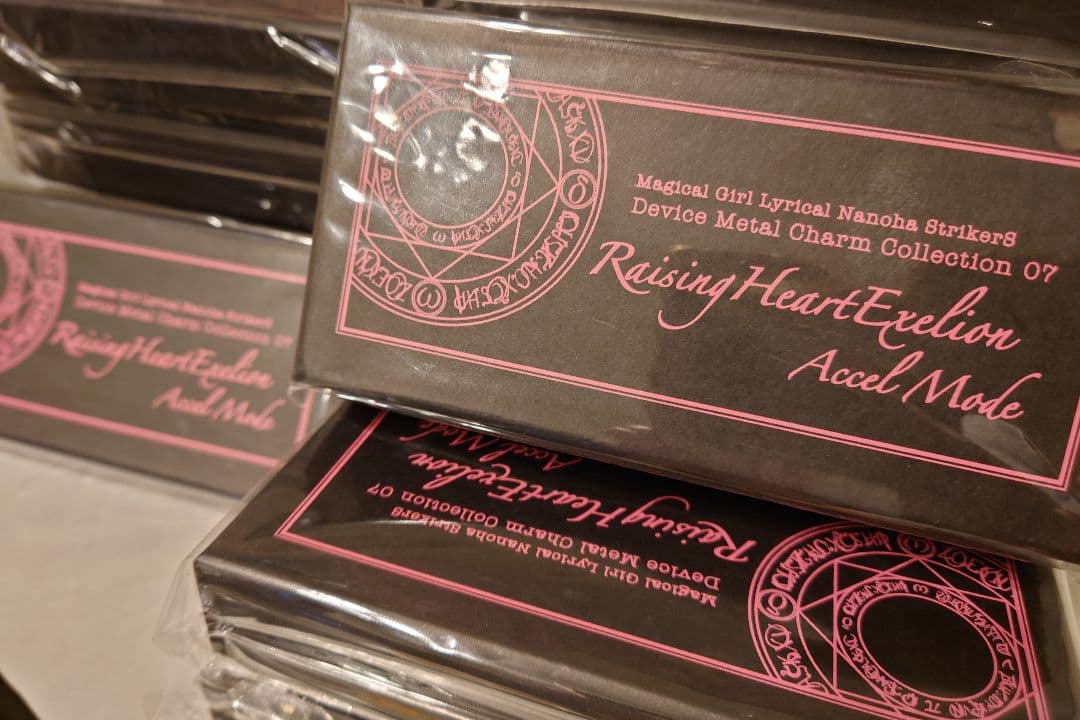 Magical Girl Lyrical Nanoha StrikerS
Device Metal Charm Collection 07
RaisingHeartExelion
Accel Mode
Magical Girl Lyrical Nanoha StrikerS
Device Metal Charm Collection 07
RaisingHeartExelion
Accel Mode
Magical Girl Lyrical Nanoha StrikerS
Device Metal Charm Collection 07
RaisingHeartExelion
Accel Mode